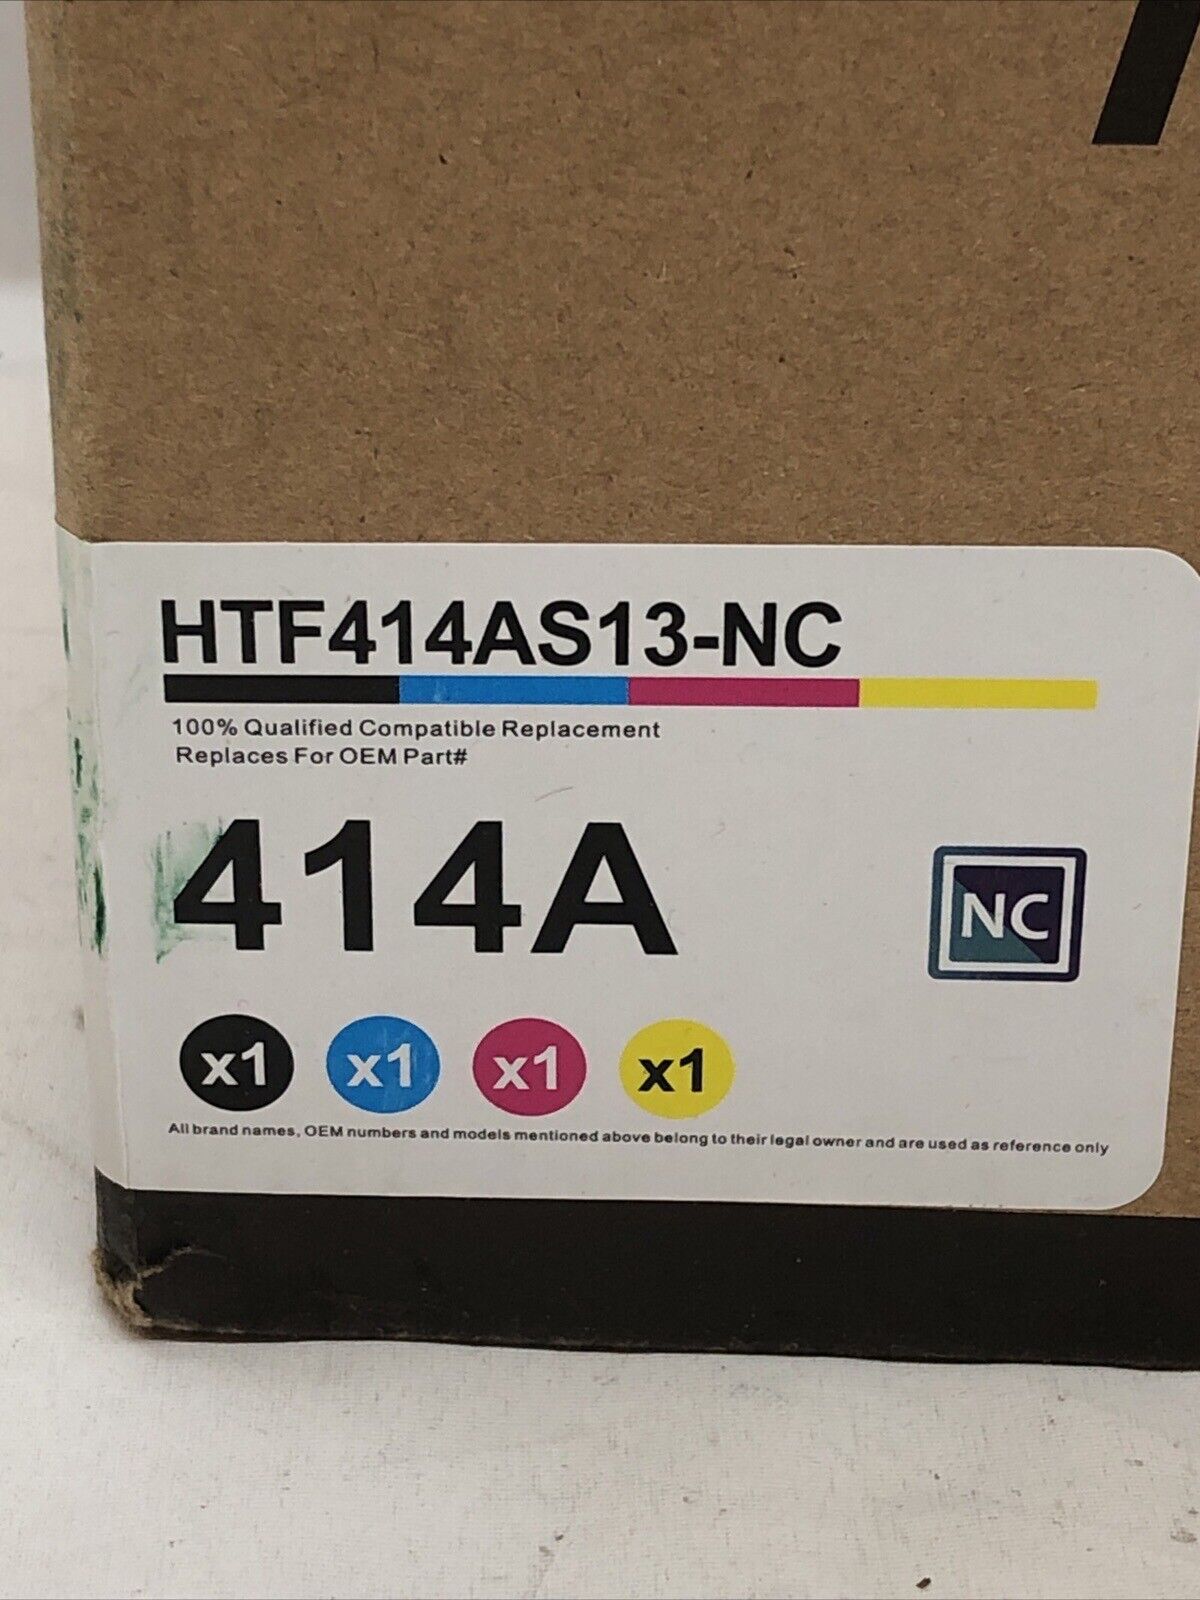 HTF414AS13-NC
100% Qualified Compatible Replacement
Replaces For OEM Part#
414A
NC
x1 x1 x1 x1
All brand names, OEM numbers and models mentioned above belong to their legal owner and are used as reference only